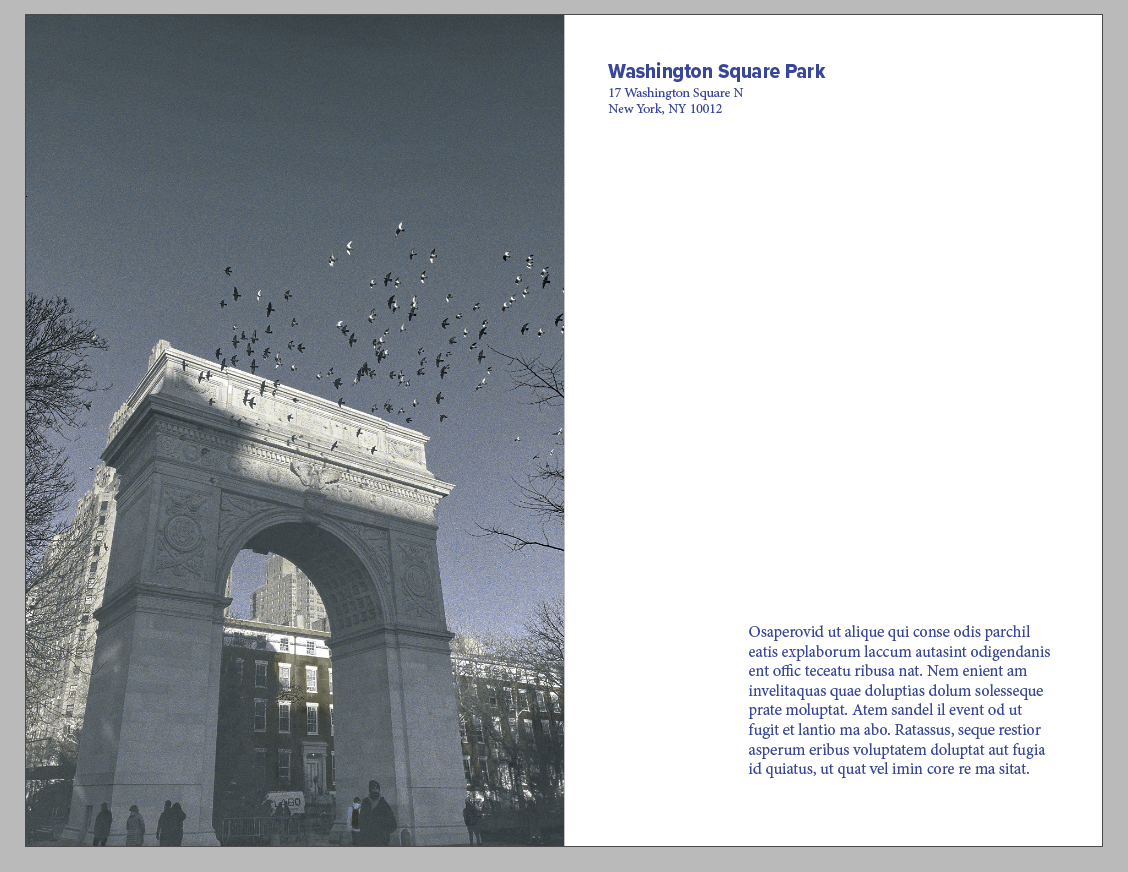 Washington Square Park
17 Washington Square N
New York, NY 10012
Osaperovid ut alique qui conse odis parchil
eatis explaborum laccum autasint odigendanis
ent offic teceatu ribusa nat. Nem enient am
invelitaquas quae doluptias dolum solesseque
prate moluptat. Atem sandel il event od ut
fugit et lantio ma abo. Ratassus, seque restior
asperum eribus voluptatem doluptat aut fugia
id quiatus, ut quat vel imin core re ma sitat.